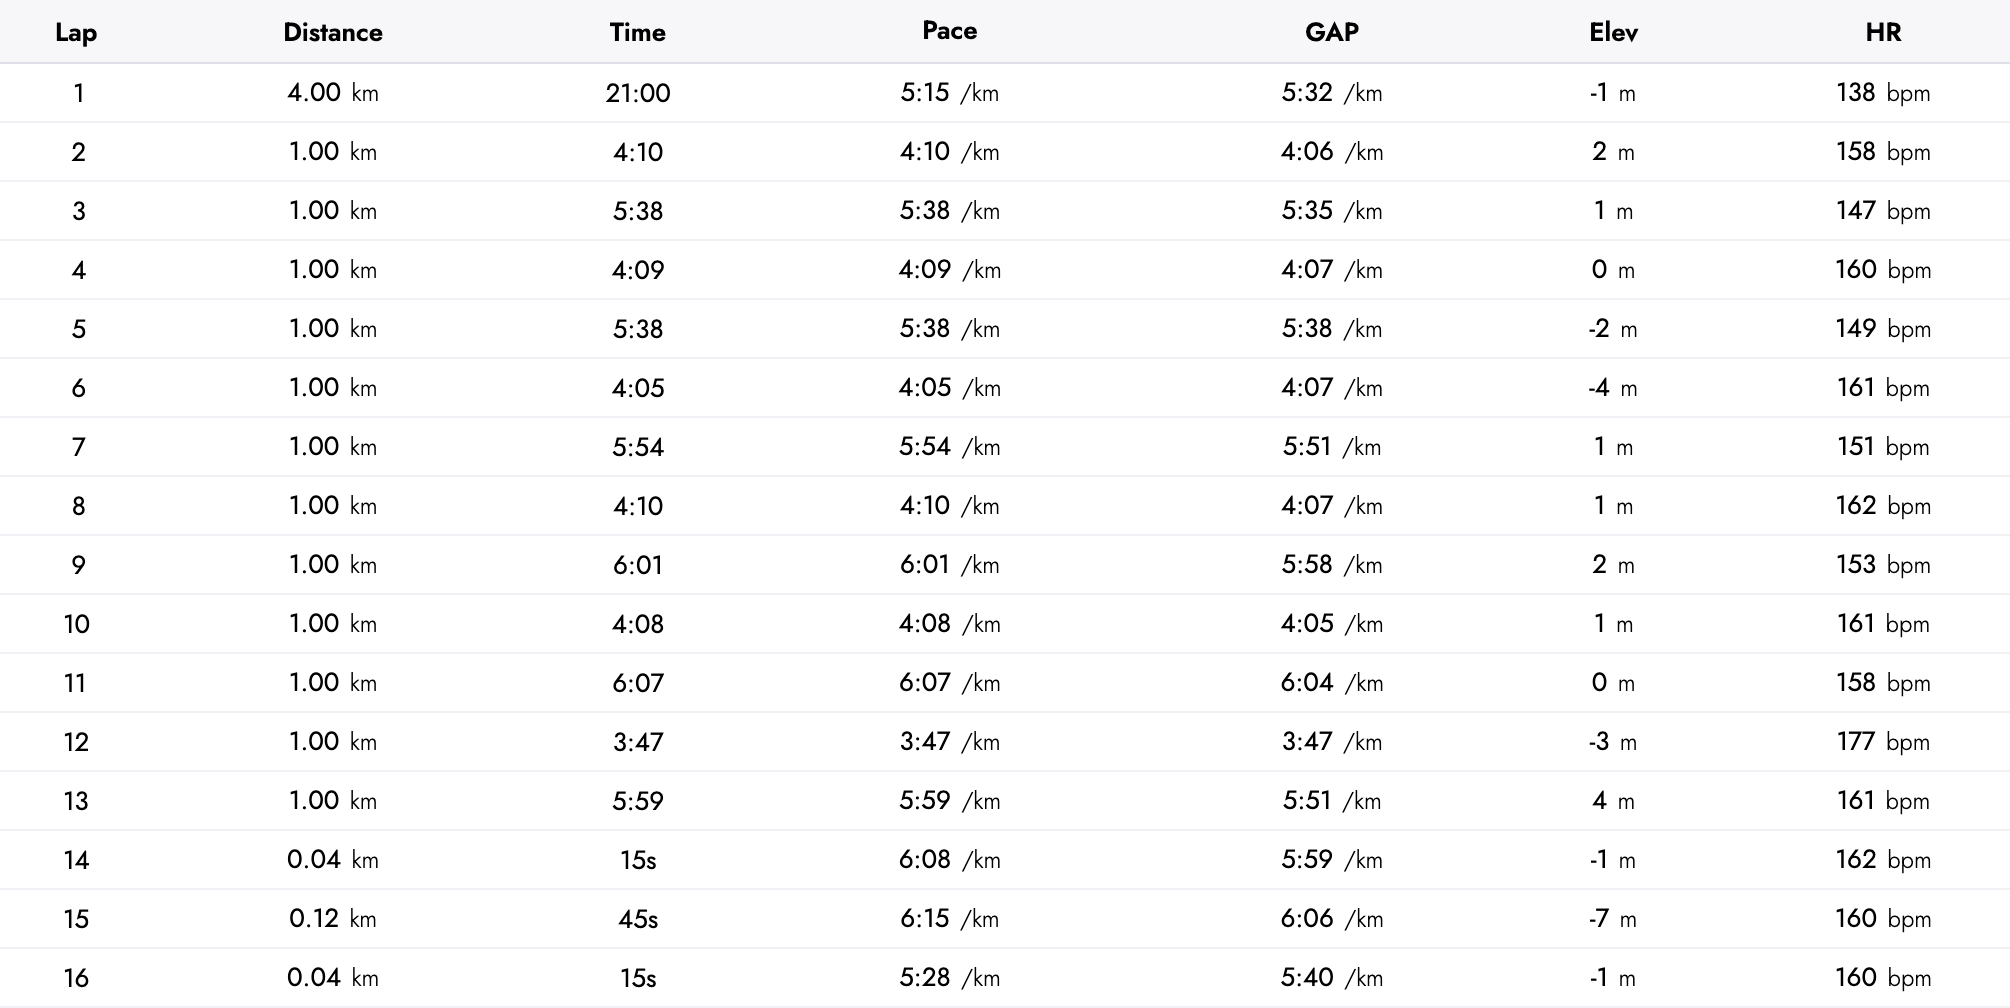 Lap Distance Time Pace GAP Elev HR
1 4.00 km 21:00 5:15 /km 5:32 /km -1 m 138 bpm
2 1.00 km 4:10 4:10 /km 4:06 /km 2 m 158 bpm
3 1.00 km 5:38 5:38 /km 5:35 /km 1 m 147 bpm
4 1.00 km 4:09 4:09 /km 4:07 /km 0 m 160 bpm
5 1.00 km 5:38 5:38 /km 5:38 /km -2 m 149 bpm
6 1.00 km 4:05 4:05 /km 4:07 /km -4 m 161 bpm
7 1.00 km 5:54 5:54 /km 5:51 /km 1 m 151 bpm
8 1.00 km 4:10 4:10 /km 4:07 /km 1 m 162 bpm
9 1.00 km 6:01 6:01 /km 5:58 /km 2 m 153 bpm
10 1.00 km 4:08 4:08 /km 4:05 /km 1 m 161 bpm
11 1.00 km 6:07 6:07 /km 6:04 /km 0 m 158 bpm
12 1.00 km 3:47 3:47 /km 3:47 /km -3 m 177 bpm
13 1.00 km 5:59 5:59 /km 5:51 /km 4 m 161 bpm
14 0.04 km 15s 6:08 /km 5:59 /km -1 m 162 bpm
15 0.12 km 45s 6:15 /km 6:06 /km -7 m 160 bpm
16 0.04 km 15s 5:28 /km 5:40 /km -1 m 160 bpm